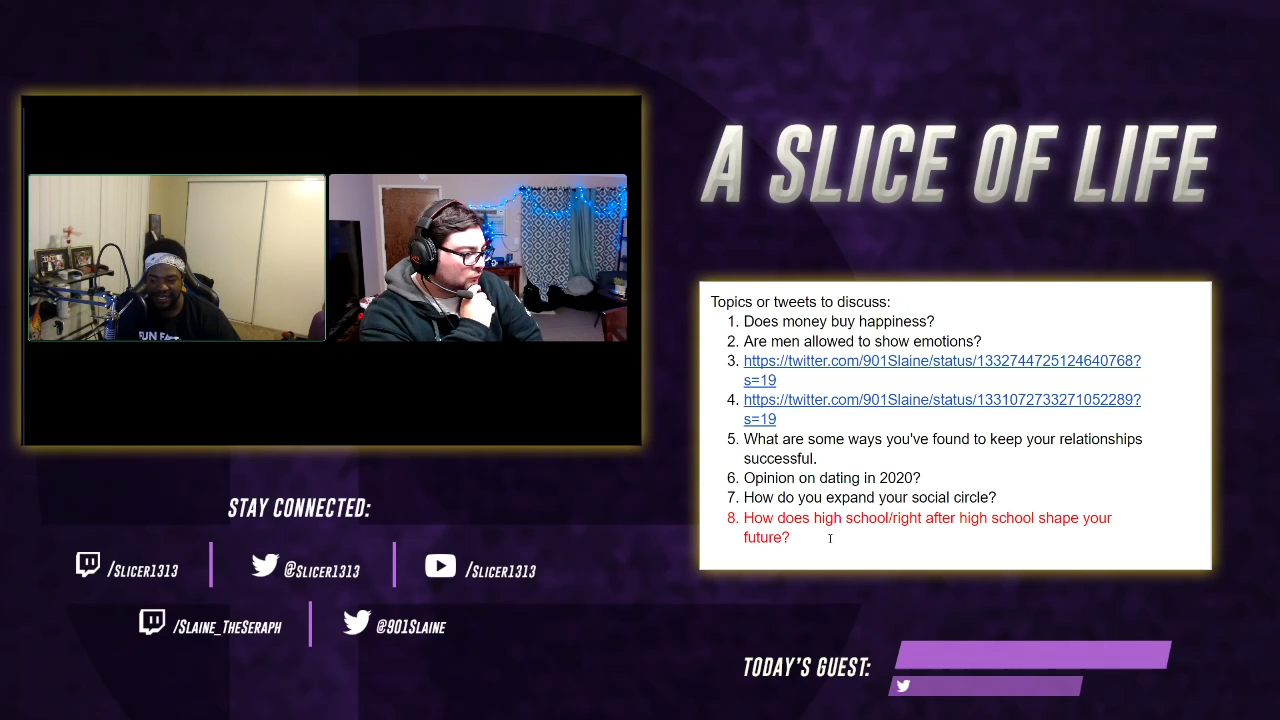 A SLICE OF LIFE
FUN FA
Topics or tweets to discuss:
1. Does money buy happiness?
2. Are men allowed to show emotions?
3. https://twitter.com/901Slaine/status/1332744725124640768?
s=19
4. https://twitter.com/901Slaine/status/1331072733271052289?
s=19
5. What are some ways you've found to keep your relationships
successful.
6. Opinion on dating in 2020?
7. How do you expand your social circle?
8. How does high school/right after high school shape your
future?
STAY CONNECTED:
/SLICER1313
@SLICER1313
/SLICER1313
/SLAINE_THESERAPH
@901SLAINE
TODAY'S GUEST: